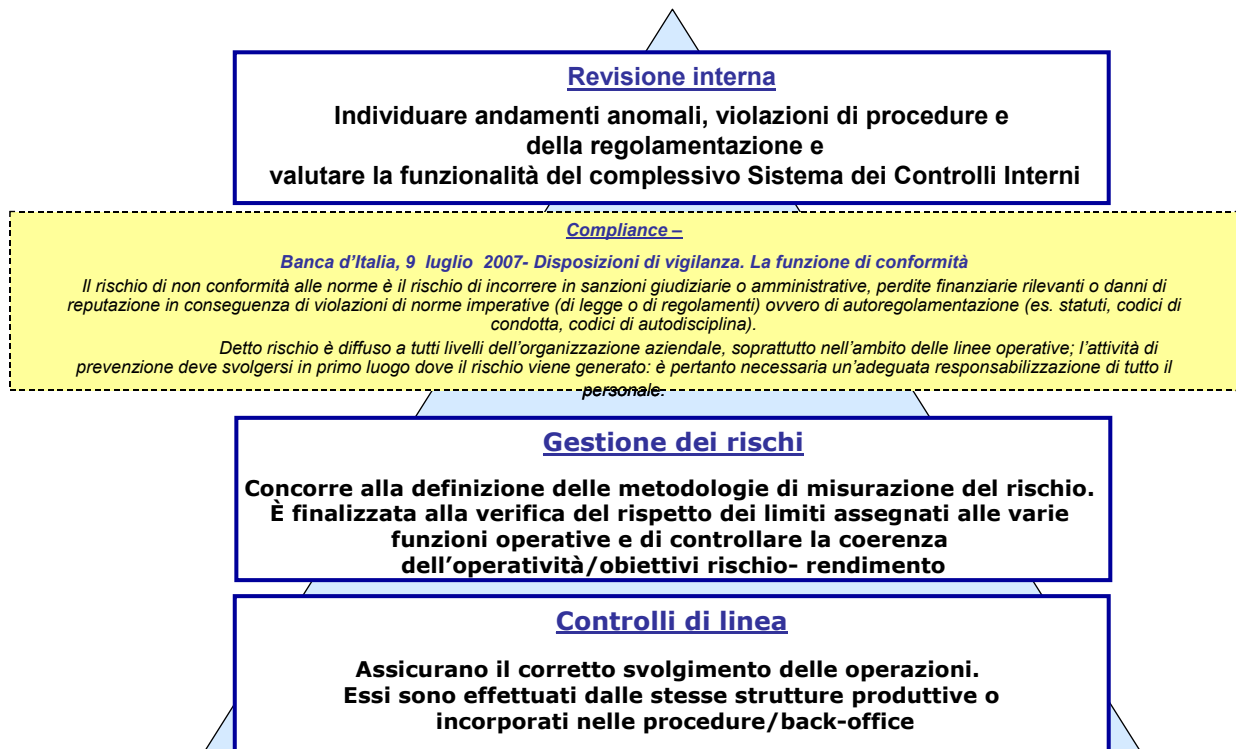 Revisione interna
Individuare andamenti anomali, violazioni di procedure e
della regolamentazione e
valutare la funzionalità del complessivo Sistema dei Controlli Interni
Compliance –
Banca d'Italia, 9 luglio 2007- Disposizioni di vigilanza. La funzione di conformità
Il rischio di non conformità alle norme è il rischio di incorrere in sanzioni giudiziarie o amministrative, perdite finanziarie rilevanti o danni di
reputazione in conseguenza di violazioni di norme imperative (di legge o di regolamenti) ovvero di autoregolamentazione (es. statuti, codici di
condotta, codici di autodisciplina).
Detto rischio è diffuso a tutti livelli dell'organizzazione aziendale, soprattutto nell'ambito delle linee operative; l'attività di
prevenzione deve svolgersi in primo luogo dove il rischio viene generato: è pertanto necessaria un'adeguata responsabilizzazione di tutto il
personale.
Gestione dei rischi
Concorre alla definizione delle metodologie di misurazione del rischio.
È finalizzata alla verifica del rispetto dei limiti assegnati alle varie
funzioni operative e di controllare la coerenza
dell'operatività/obiettivi rischio- rendimento
Controlli di linea
Assicurano il corretto svolgimento delle operazioni.
Essi sono effettuati dalle stesse strutture produttive o
incorporati nelle procedure/back-office